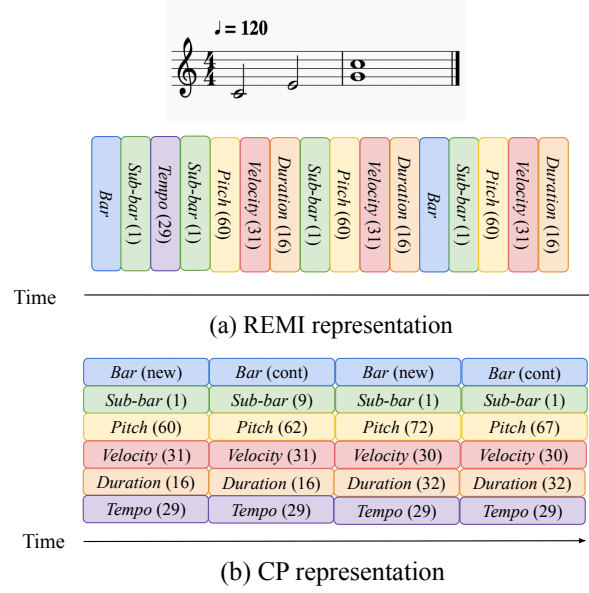 ♩ = 120
4
4
Bar
Sub-bar (1)
Tempo (29)
Sub-bar (1)
Pitch (60)
Velocity (31)
Duration (16)
Sub-bar (1)
Pitch (60)
Velocity (31)
Duration (16)
Bar
Sub-bar (1)
Pitch (60)
Velocity (31)
Duration (16)
Time
(a) REMI representation
Bar (new) Bar (cont) Bar (new) Bar (cont)
Sub-bar (1) Sub-bar (9) Sub-bar (1) Sub-bar (1)
Pitch (60) Pitch (62) Pitch (72) Pitch (67)
Velocity (31) Velocity (31) Velocity (30) Velocity (30)
Duration (16) Duration (16) Duration (32) Duration (32)
Tempo (29) Tempo (29) Tempo (29) Tempo (29)
Time
(b) CP representation